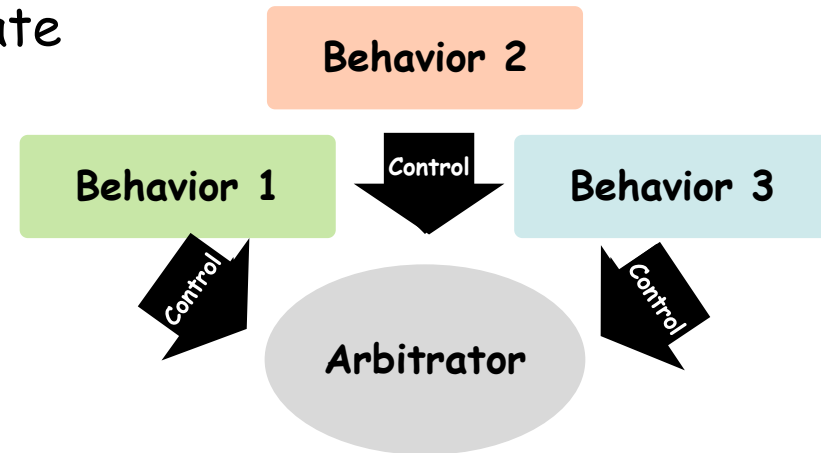 ate
Behavior 2
Control
Behavior 1
Behavior 3
Control
Control
Arbitrator